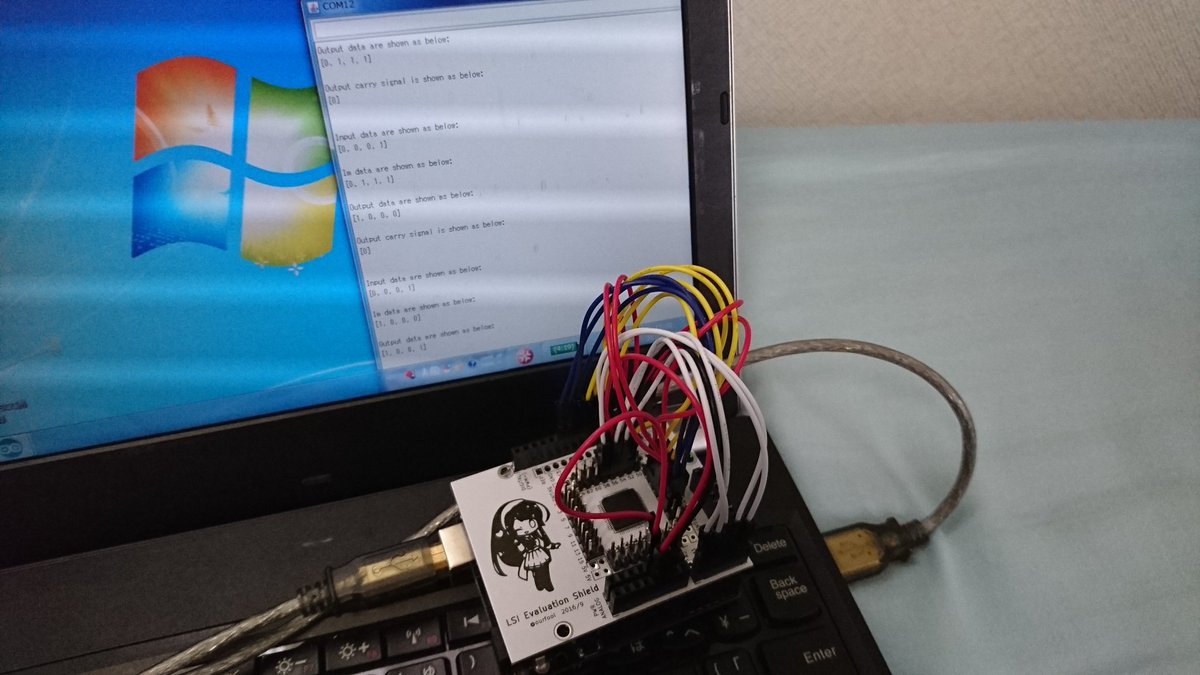 COM12
Output data are shown as below:
[0, 1, 1, 1]
Output carry signal is shown as below:
[0]
Input data are shown as below:
[0, 0, 0, 1]
Im data are shown as below:
[0, 1, 1, 1]
Output data are shown as below:
[1, 0, 0, 0]
Output carry signal is shown as below:
[0]
Input data are shown as below:
[0, 0, 0, 1]
Im data are shown as below:
[1, 0, 0, 0]
Output data are shown as below:
[1, 0, 0, 1]
DIGITAL
5V
PWR
ANALOG
LSI Evaluation Shield
2016/9
Delete
Back
space
Enter